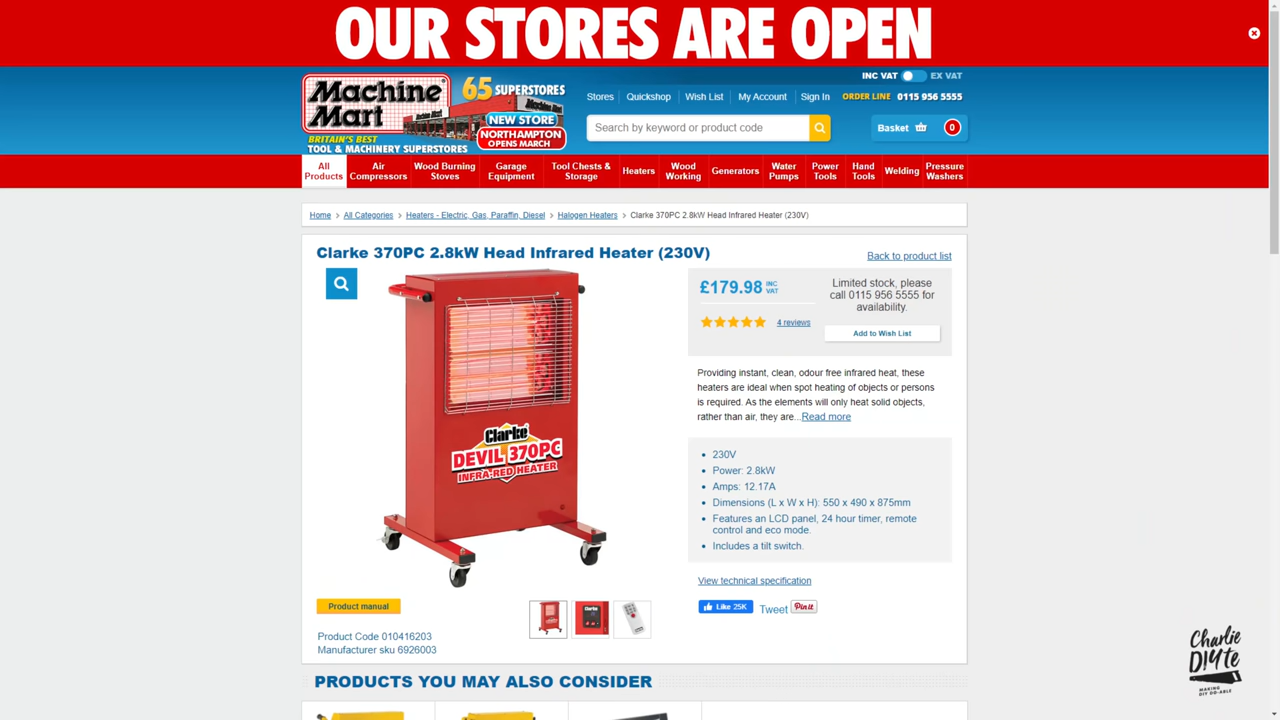 OUR STORES ARE OPEN
INC VAT EX VAT
Machine Mart
65 SUPERSTORES
NEW STORE
NORTHAMPTON
OPENS MARCH
BRITAIN'S BEST
TOOL & MACHINERY SUPERSTORES
Stores Quickshop Wish List My Account Sign In ORDER LINE 0115 956 5555
Search by keyword or product code
Basket 0
All Products
Air Compressors
Wood Burning Stoves
Garage Equipment
Tool Chests & Storage
Heaters
Wood Working
Generators
Water Pumps
Power Tools
Hand Tools
Welding
Pressure Washers
Home > All Categories > Heaters - Electric, Gas, Paraffin, Diesel > Halogen Heaters > Clarke 370PC 2.8kW Head Infrared Heater (230V)
Clarke 370PC 2.8kW Head Infrared Heater (230V)
Back to product list
£179.98 INC VAT
4 reviews
Limited stock, please
call 0115 956 5555 for
availability.
Add to Wish List
Clarke
DEVIL 370PC
INFRA-RED HEATER
Providing instant, clean, odour free infrared heat, these
heaters are ideal when spot heating of objects or persons
is required. As the elements will only heat solid objects,
rather than air, they are...Read more
230V
Power: 2.8kW
Amps: 12.17A
Dimensions (L x W x H): 550 x 490 x 875mm
Features an LCD panel, 24 hour timer, remote
control and eco mode.
Includes a tilt switch.
View technical specification
Like 25K Tweet Pin it
Product manual
Product Code 010416203
Manufacturer sku 6926003
PRODUCTS YOU MAY ALSO CONSIDER
Charlie
DIYte
MAKING
DIY DO-ABLE